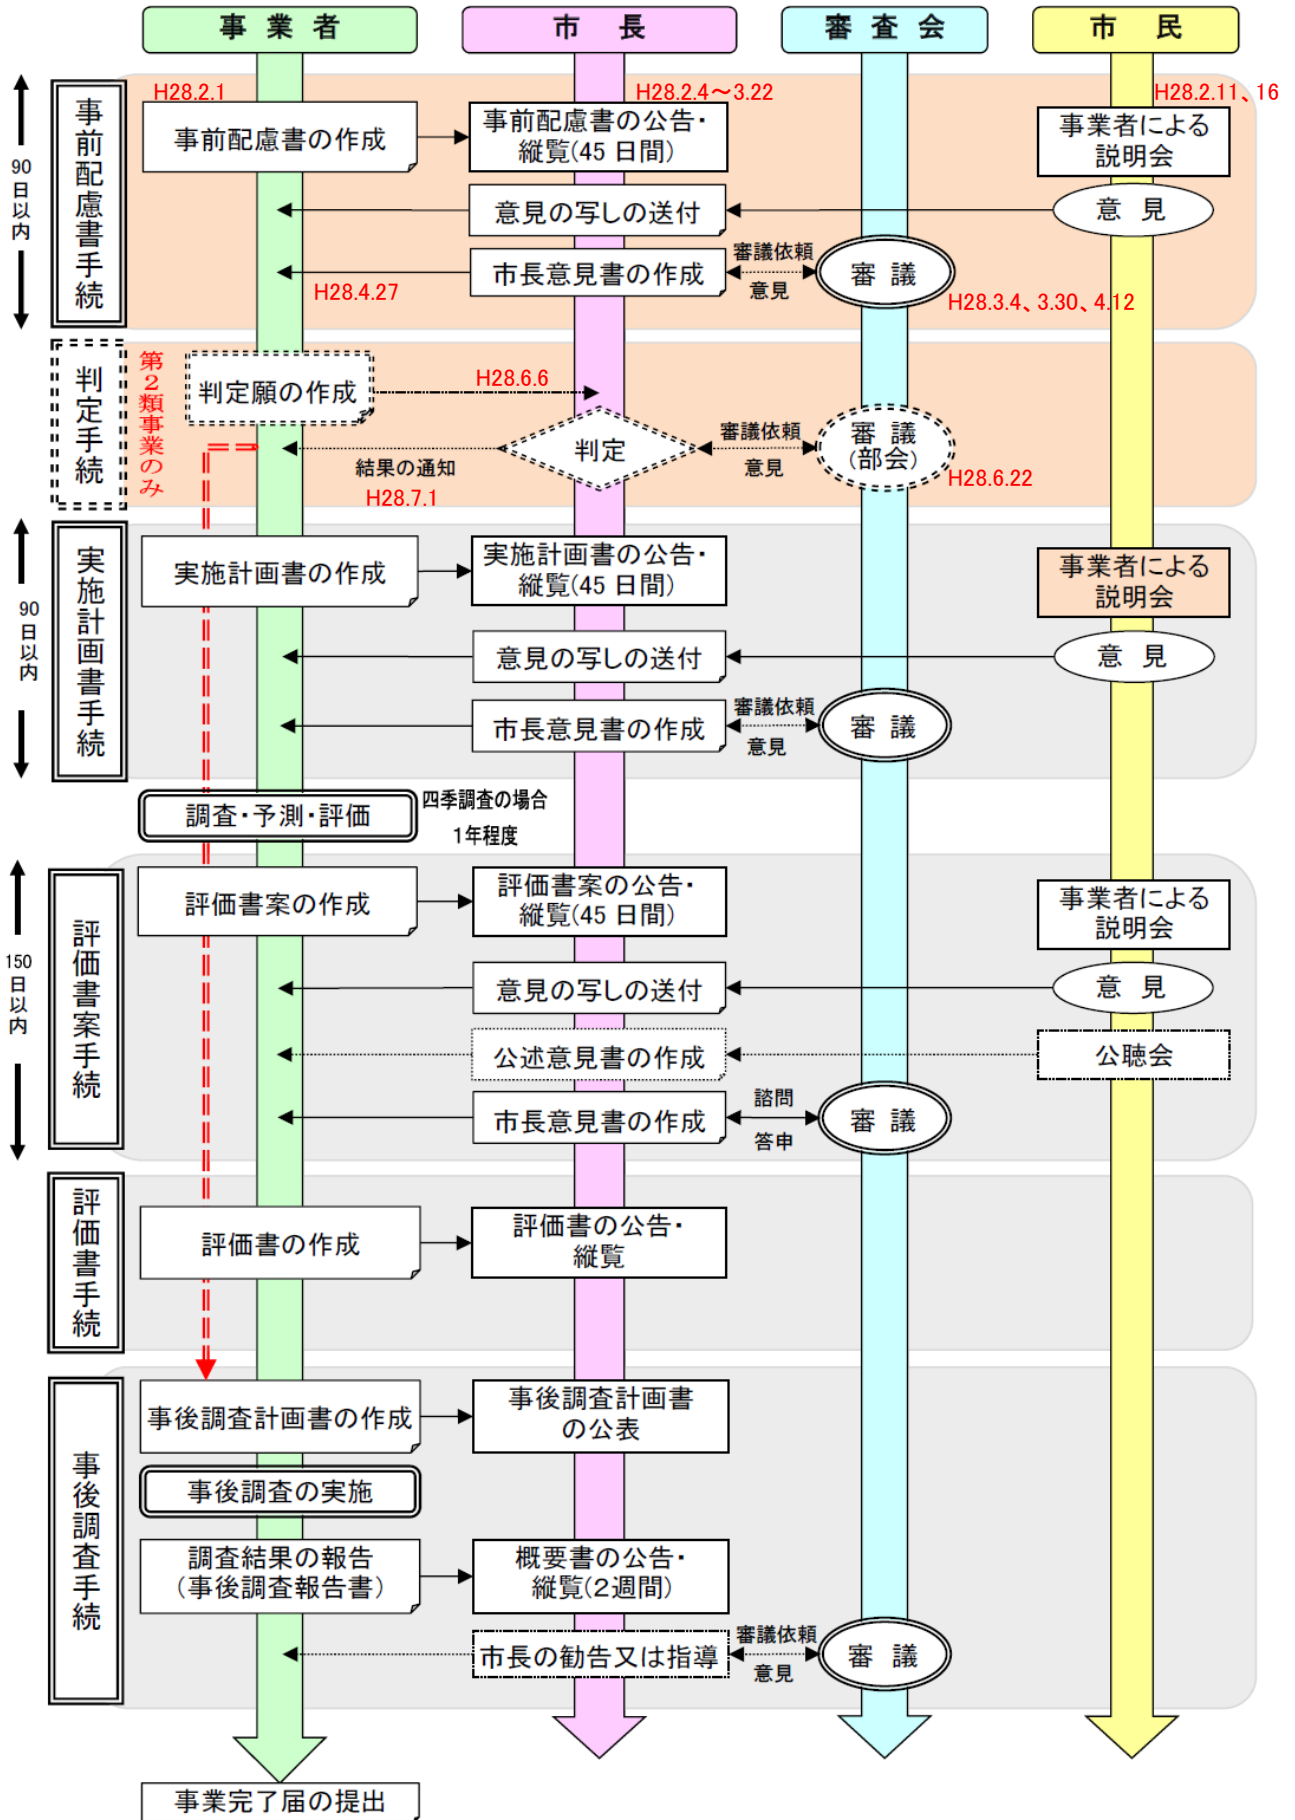 事業者
市長
審査会
市民
90
日以内
事前配慮書手続
H28.2.1
事前配慮書の作成
H28.2.4～3.22
事前配慮書の公告・
縦覧(45日間)
H28.2.11、16
事業者による
説明会
意見の写しの送付
意見
市長意見書の作成
審議依頼
意見
審議
H28.4.27
H28.3.4、3.30、4.12
判定手続
第2類事業のみ
判定願の作成
H28.6.6
判定
審議依頼
意見
審議
(部会)
結果の通知
H28.7.1
H28.6.22
90
日以内
実施計画書手続
実施計画書の作成
実施計画書の公告・
縦覧(45日間)
事業者による
説明会
意見の写しの送付
意見
市長意見書の作成
審議依頼
意見
審議
調査・予測・評価
四季調査の場合
1年程度
150
日以内
評価書案手続
評価書案の作成
評価書案の公告・
縦覧(45日間)
事業者による
説明会
意見の写しの送付
意見
公述意見書の作成
公聴会
市長意見書の作成
諮問
答申
審議
評価書手続
評価書の作成
評価書の公告・
縦覧
事後調査手続
事後調査計画書の作成
事後調査計画書
の公表
事後調査の実施
調査結果の報告
(事後調査報告書)
概要書の公告・
縦覧(2週間)
市長の勧告又は指導
審議依頼
意見
審議
事業完了届の提出